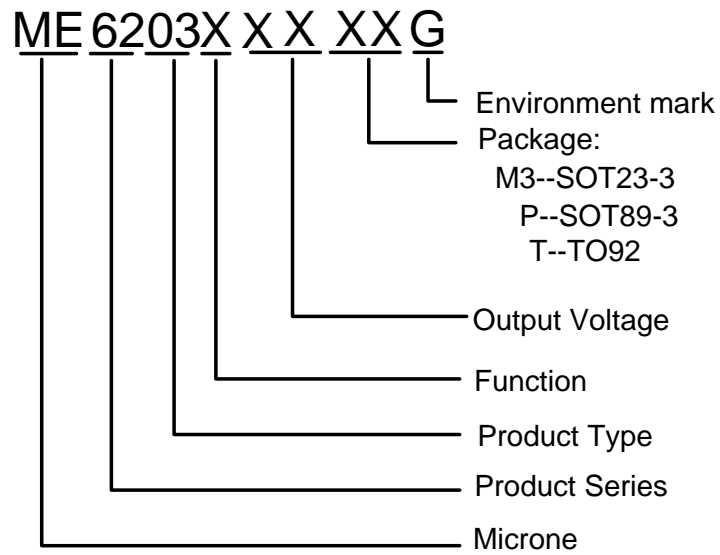 ME6203X XX XXG
Environment mark
Package:
M3--SOT23-3
P--SOT89-3
T--TO92
Output Voltage
Function
Product Type
Product Series
Microne